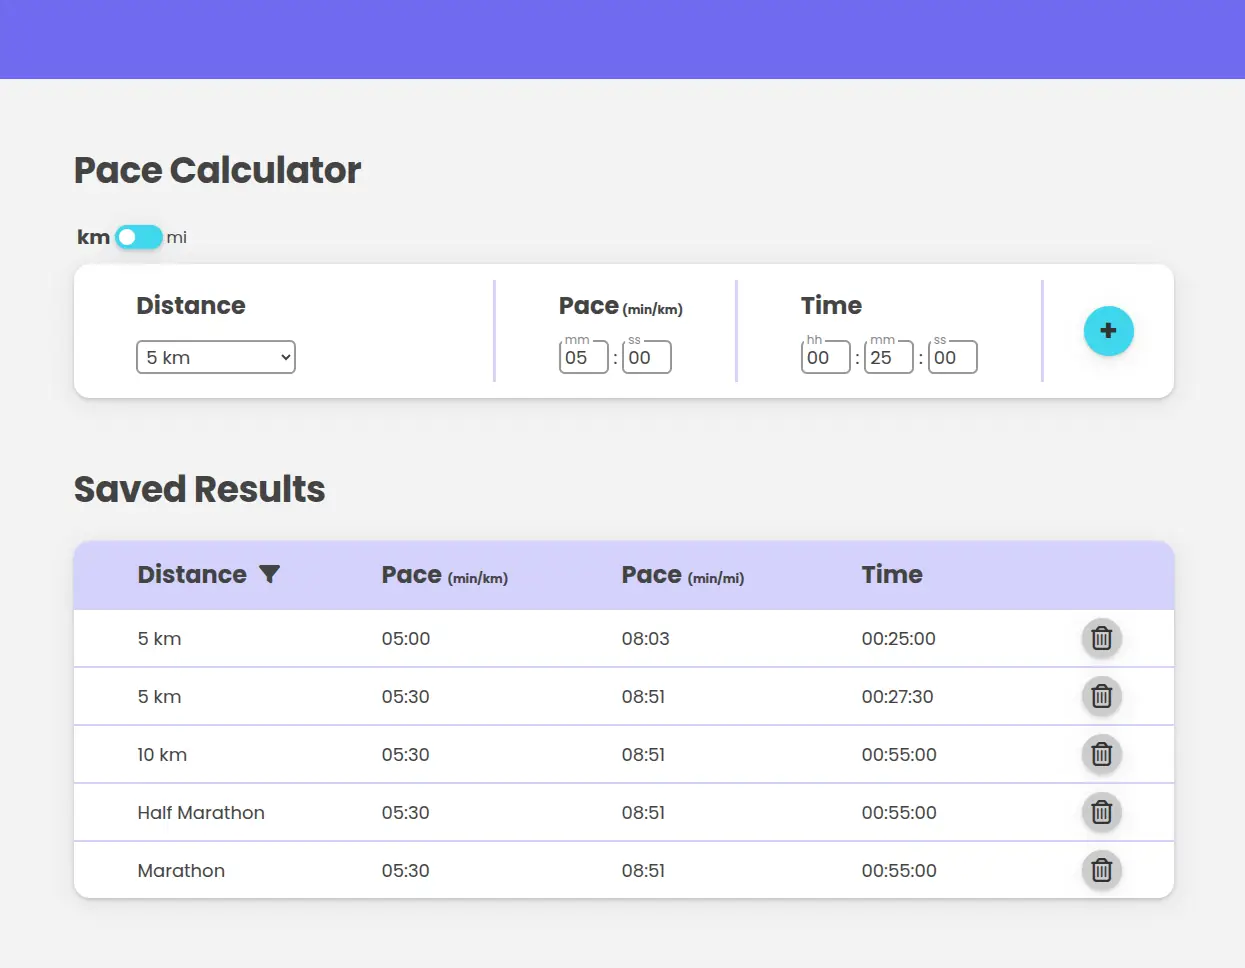 Pace Calculator
km mi
Distance Pace (min/km) Time
mm ss hh mm ss
5 km 05 : 00 00 : 25 : 00
Saved Results
Distance Pace (min/km) Pace (min/mi) Time
5 km 05:00 08:03 00:25:00
5 km 05:30 08:51 00:27:30
10 km 05:30 08:51 00:55:00
Half Marathon 05:30 08:51 00:55:00
Marathon 05:30 08:51 00:55:00